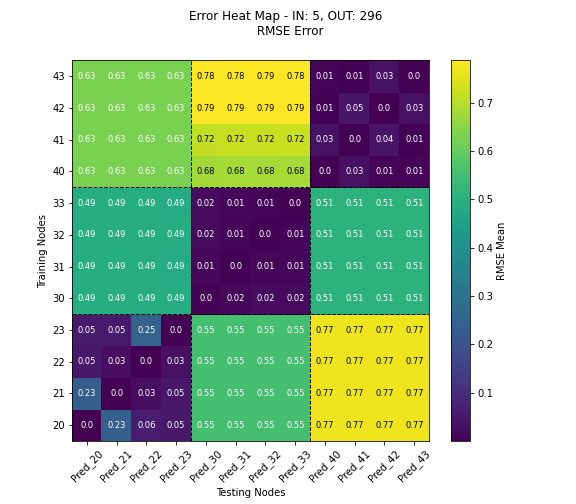 Error Heat Map - IN: 5, OUT: 296
RMSE Error
43 0.63 0.63 0.63 0.63 0.78 0.78 0.79 0.78 0.01 0.01 0.03 0.0
42 0.63 0.63 0.63 0.63 0.79 0.79 0.79 0.79 0.01 0.05 0.0 0.03
41 0.63 0.63 0.63 0.63 0.72 0.72 0.72 0.72 0.03 0.0 0.04 0.01
40 0.63 0.63 0.63 0.63 0.68 0.68 0.68 0.68 0.0 0.03 0.01 0.01
33 0.49 0.49 0.49 0.49 0.02 0.01 0.01 0.0 0.51 0.51 0.51 0.51
32 0.49 0.49 0.49 0.49 0.02 0.01 0.0 0.01 0.51 0.51 0.51 0.51
31 0.49 0.49 0.49 0.49 0.01 0.0 0.01 0.01 0.51 0.51 0.51 0.51
30 0.49 0.49 0.49 0.49 0.0 0.02 0.02 0.02 0.51 0.51 0.51 0.51
23 0.05 0.05 0.25 0.0 0.55 0.55 0.55 0.55 0.77 0.77 0.77 0.77
22 0.05 0.03 0.0 0.03 0.55 0.55 0.55 0.55 0.77 0.77 0.77 0.77
21 0.23 0.0 0.03 0.05 0.55 0.55 0.55 0.55 0.77 0.77 0.77 0.77
20 0.0 0.23 0.06 0.05 0.55 0.55 0.55 0.55 0.77 0.77 0.77 0.77
Training Nodes
Pred_20 Pred_21 Pred_22 Pred_23 Pred_30 Pred_31 Pred_32 Pred_33 Pred_40 Pred_41 Pred_42 Pred_43
Testing Nodes
0.7
0.6
0.5
0.4
0.3
0.2
0.1
RMSE Mean